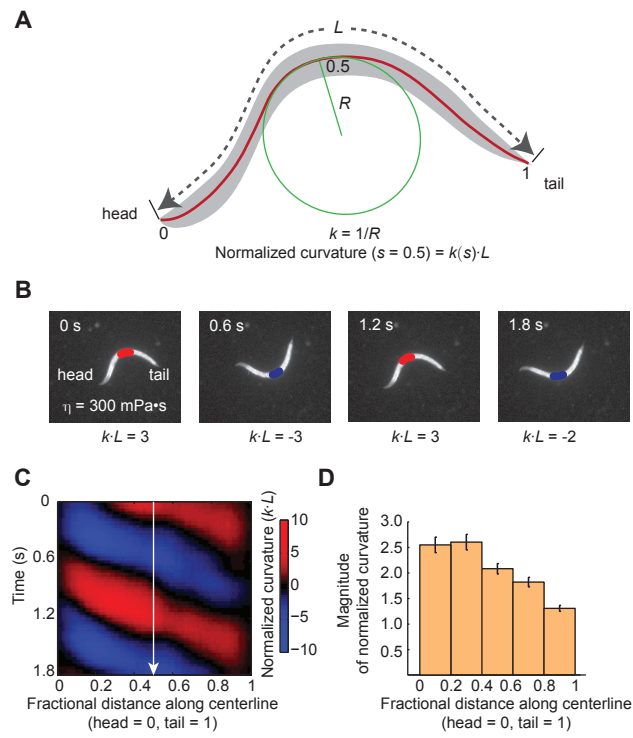 A
L
0.5
R
head
0
1
tail
k = 1/R
Normalized curvature (s = 0.5) = k(s)·L
B
0 s
0.6 s
1.2 s
1.8 s
head
tail
η = 300 mPa•s
k·L = 3
k·L = -3
k·L = 3
k·L = -2
C
Time (s)
0
0.6
1.2
1.8
0 0.2 0.4 0.6 0.8 1
Fractional distance along centerline
(head = 0, tail = 1)
Normalized curvature (k·L)
10
5
0
−5
−10
D
Magnitude
of normalized curvature
3.0
2.5
2.0
2.5
1.0
1.5
0 0.2 0.4 0.6 0.8 1
Fractional distance along centerline
(head = 0, tail = 1)